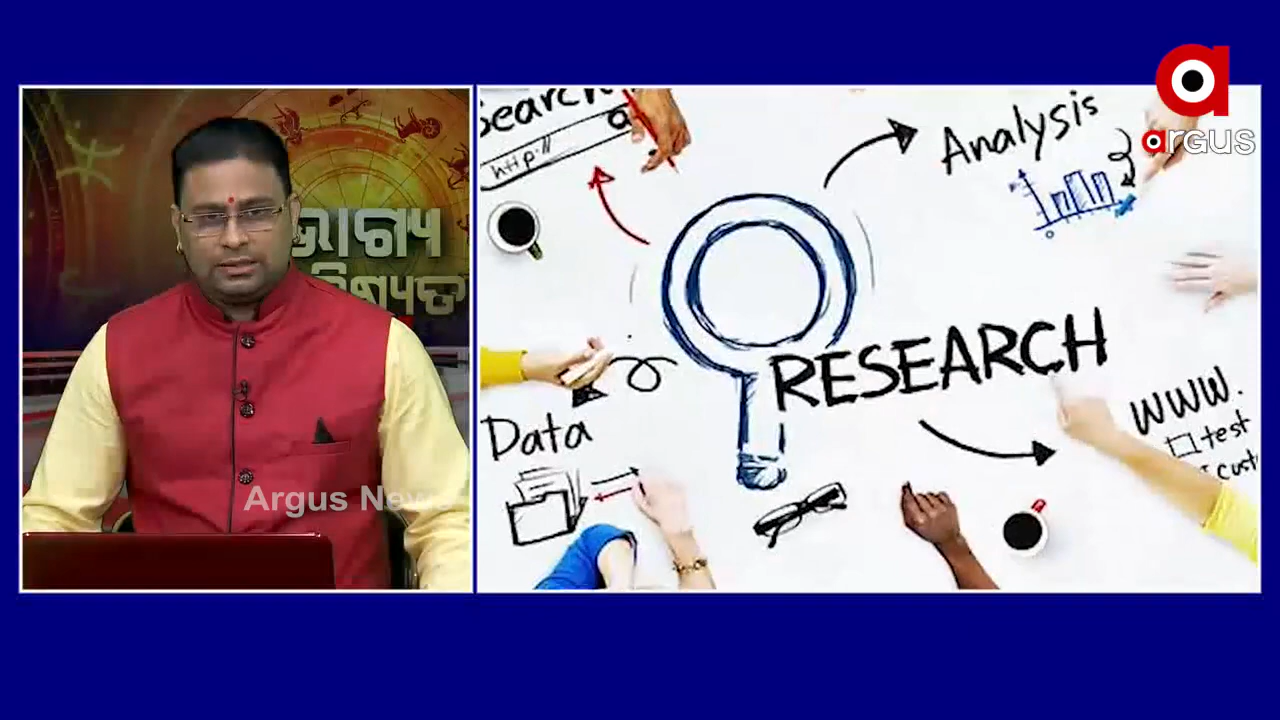 argus
ଭାଗ୍ୟ
Argus News
Search
http://
Analysis
RESEARCH
Data
www.
test